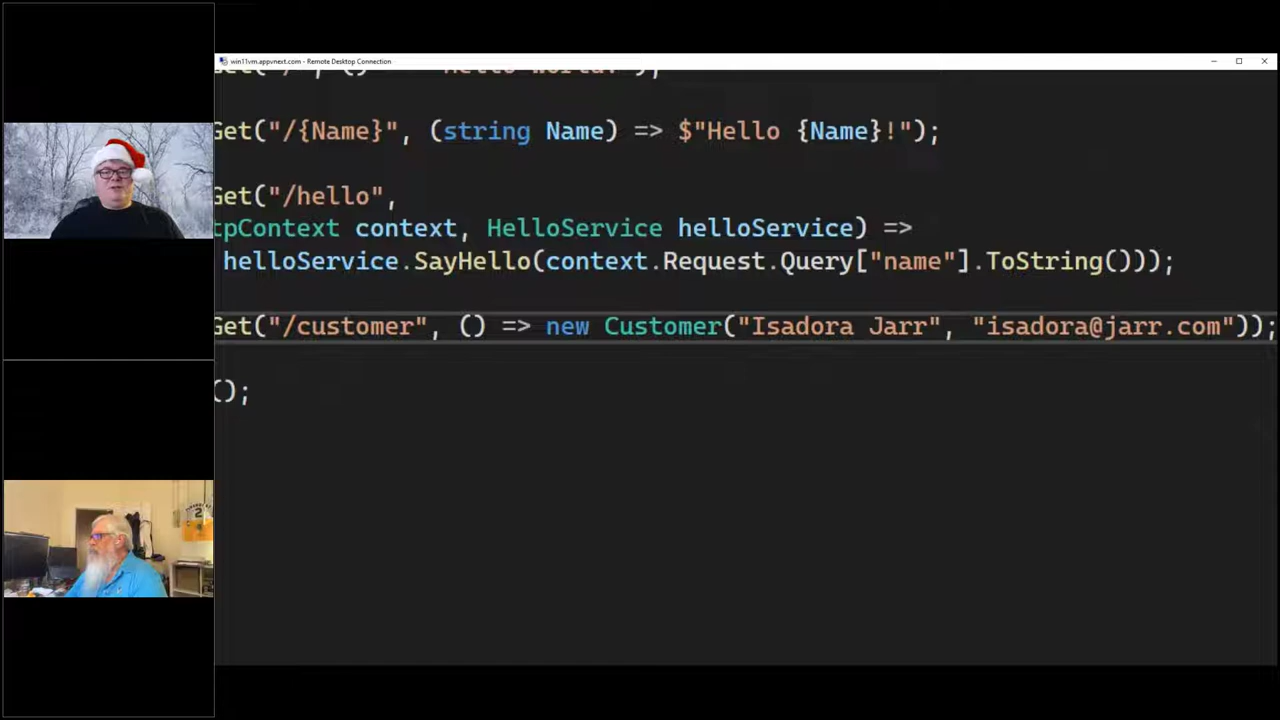 win11vm.appvnext.com - Remote Desktop Connection
Get("/{Name}", (string Name) => $"Hello {Name}!");
Get("/hello",
tpContext context, HelloService helloService) =>
helloService.SayHello(context.Request.Query["name"].ToString()));
Get("/customer", () => new Customer("Isadora Jarr", "isadora@jarr.com"));
();